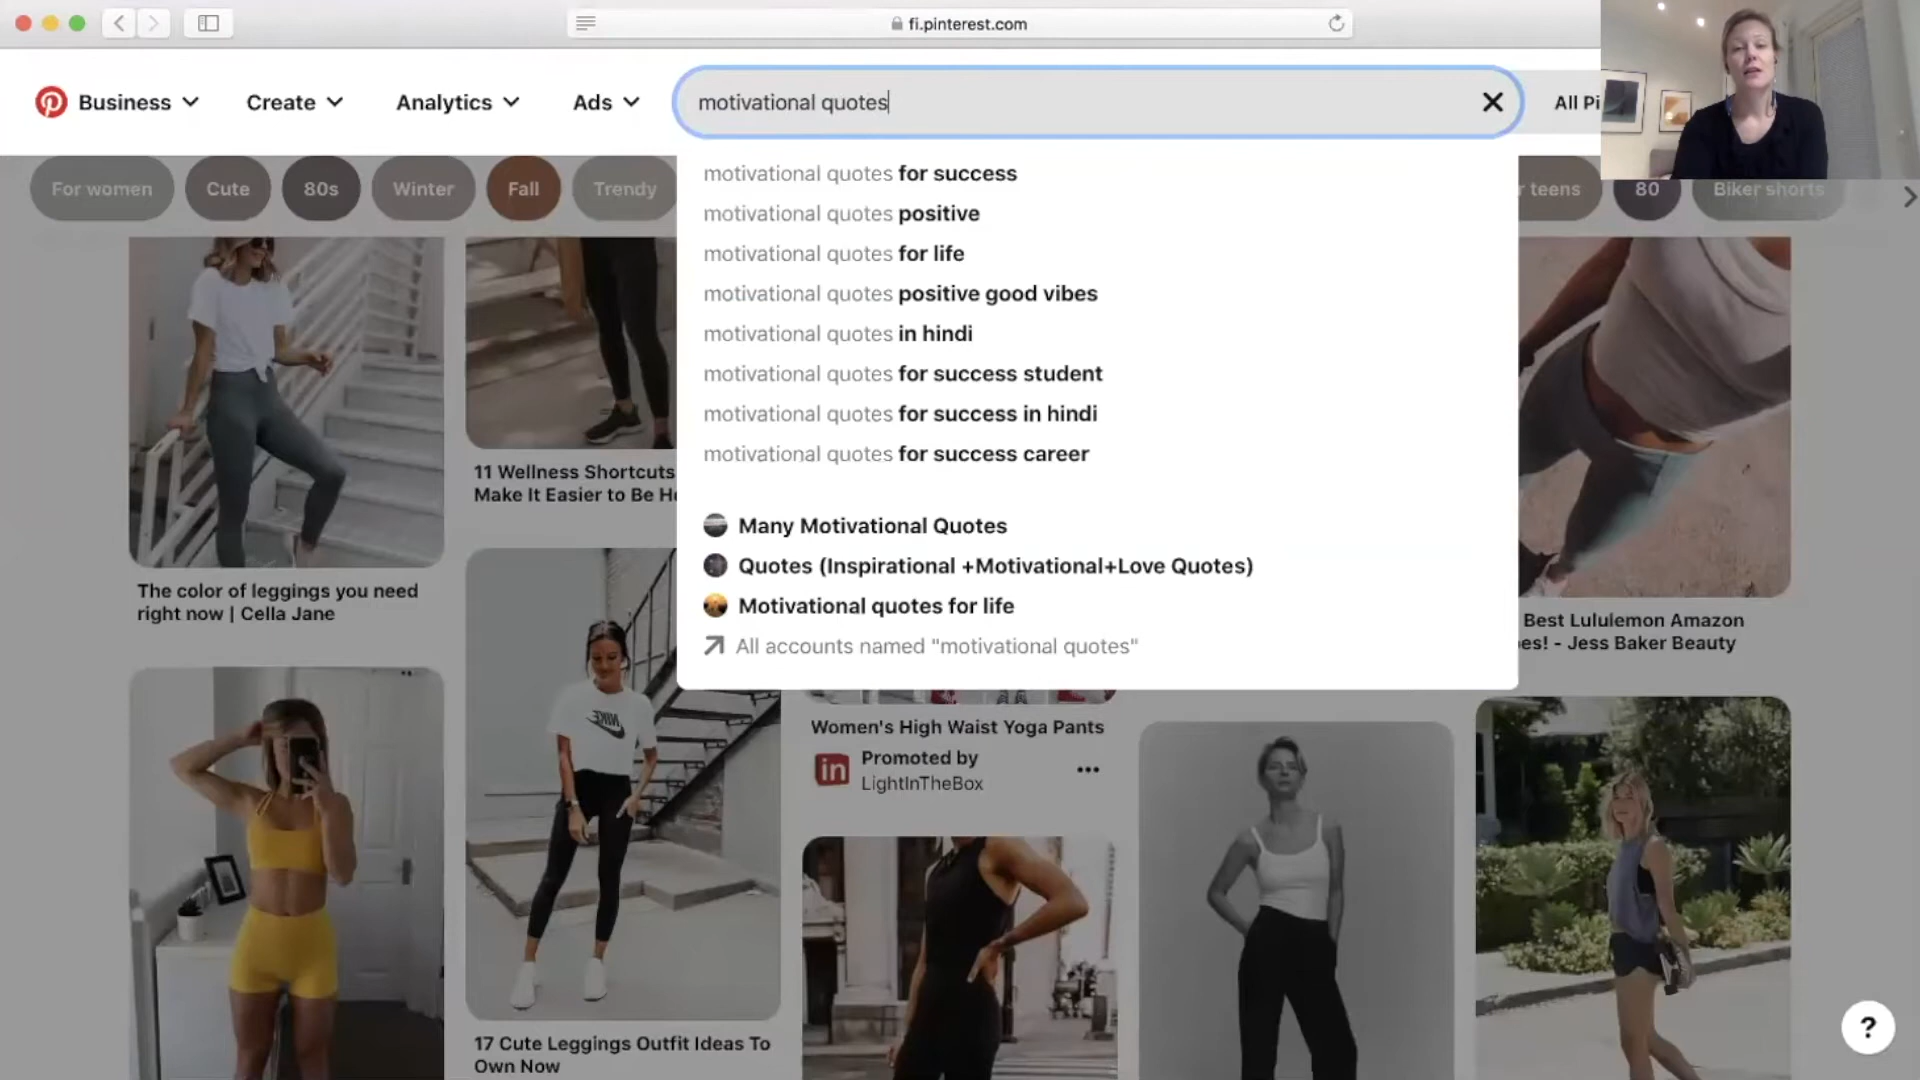 fi.pinterest.com
Business
Create
Analytics
Ads
motivational quotes
All Pi
For women
Cute
80s
Winter
Fall
Trendy
r teens
80
Biker shorts
motivational quotes for success
motivational quotes positive
motivational quotes for life
motivational quotes positive good vibes
motivational quotes in hindi
motivational quotes for success student
motivational quotes for success in hindi
motivational quotes for success career
Many Motivational Quotes
Quotes (Inspirational +Motivational+Love Quotes)
Motivational quotes for life
All accounts named "motivational quotes"
11 Wellness Shortcuts
Make It Easier to Be He
The color of leggings you need
right now | Cella Jane
Best Lululemon Amazon
es! - Jess Baker Beauty
NIKE
Women's High Waist Yoga Pants
in
Promoted by
LightInTheBox
17 Cute Leggings Outfit Ideas To
Own Now
?